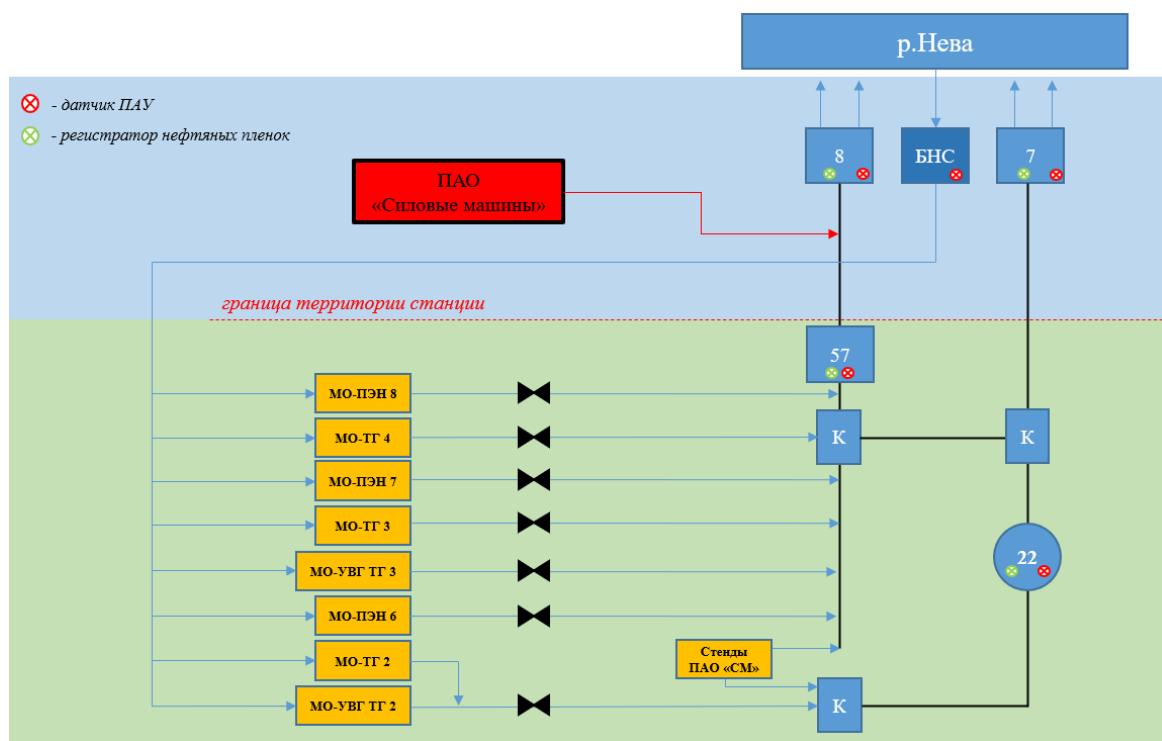 р.Нева
- датчик ПАУ
- регистратор нефтяных пленок
8
БНС
7
ПАО
«Силовые машины»
граница территории станции
57
МО-ПЭН 8
МО-ТГ 4
К
К
МО-ПЭН 7
МО-ТГ 3
22
МО-УВГ ТГ 3
МО-ПЭН 6
Стенды
ПАО «СМ»
МО-ТГ 2
МО-УВГ ТГ 2
К